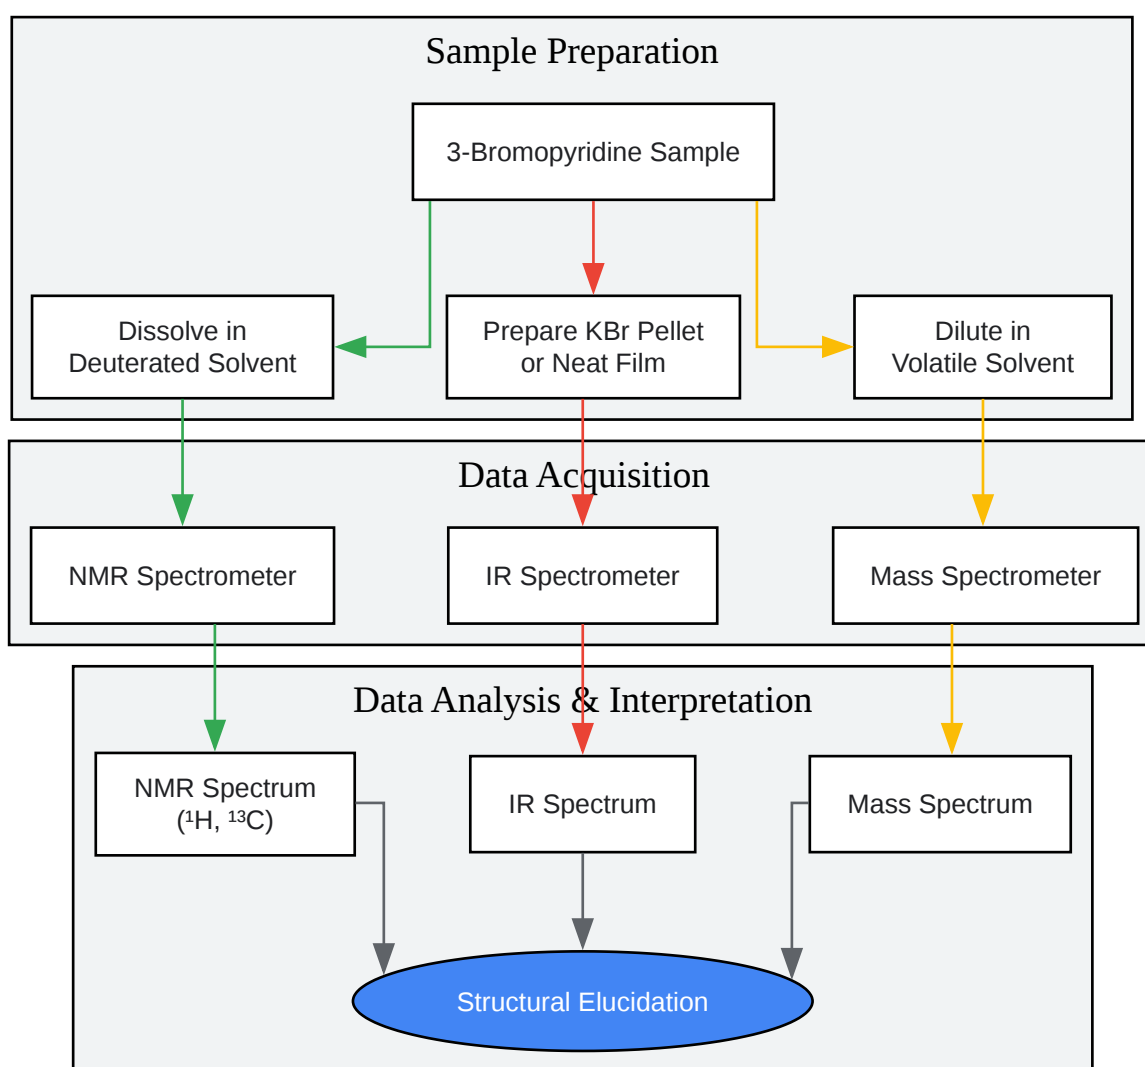 Sample Preparation
3-Bromopyridine Sample
Dissolve in
Deuterated Solvent
Prepare KBr Pellet
or Neat Film
Dilute in
Volatile Solvent
Data Acquisition
NMR Spectrometer
IR Spectrometer
Mass Spectrometer
Data Analysis & Interpretation
NMR Spectrum
(¹H, ¹³C)
IR Spectrum
Mass Spectrum
Structural Elucidation